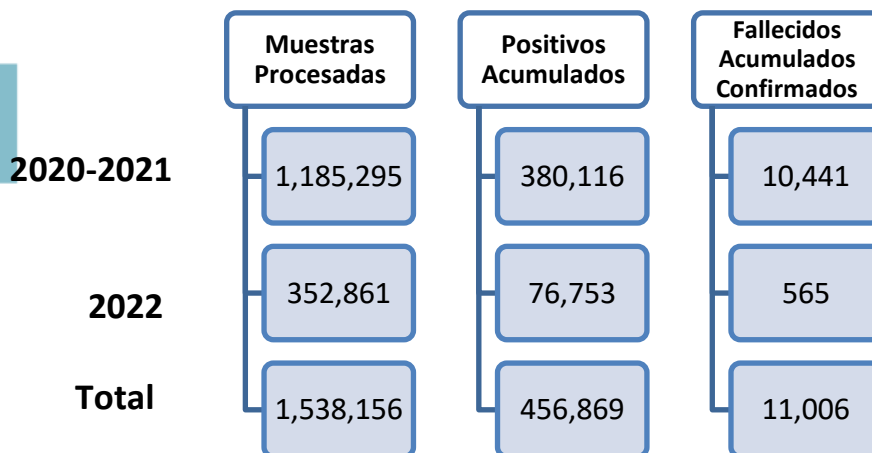 Muestras
Procesadas
Positivos
Acumulados
Fallecidos
Acumulados
Confirmados
2020-2021
1,185,295
380,116
10,441
2022
352,861
76,753
565
Total
1,538,156
456,869
11,006